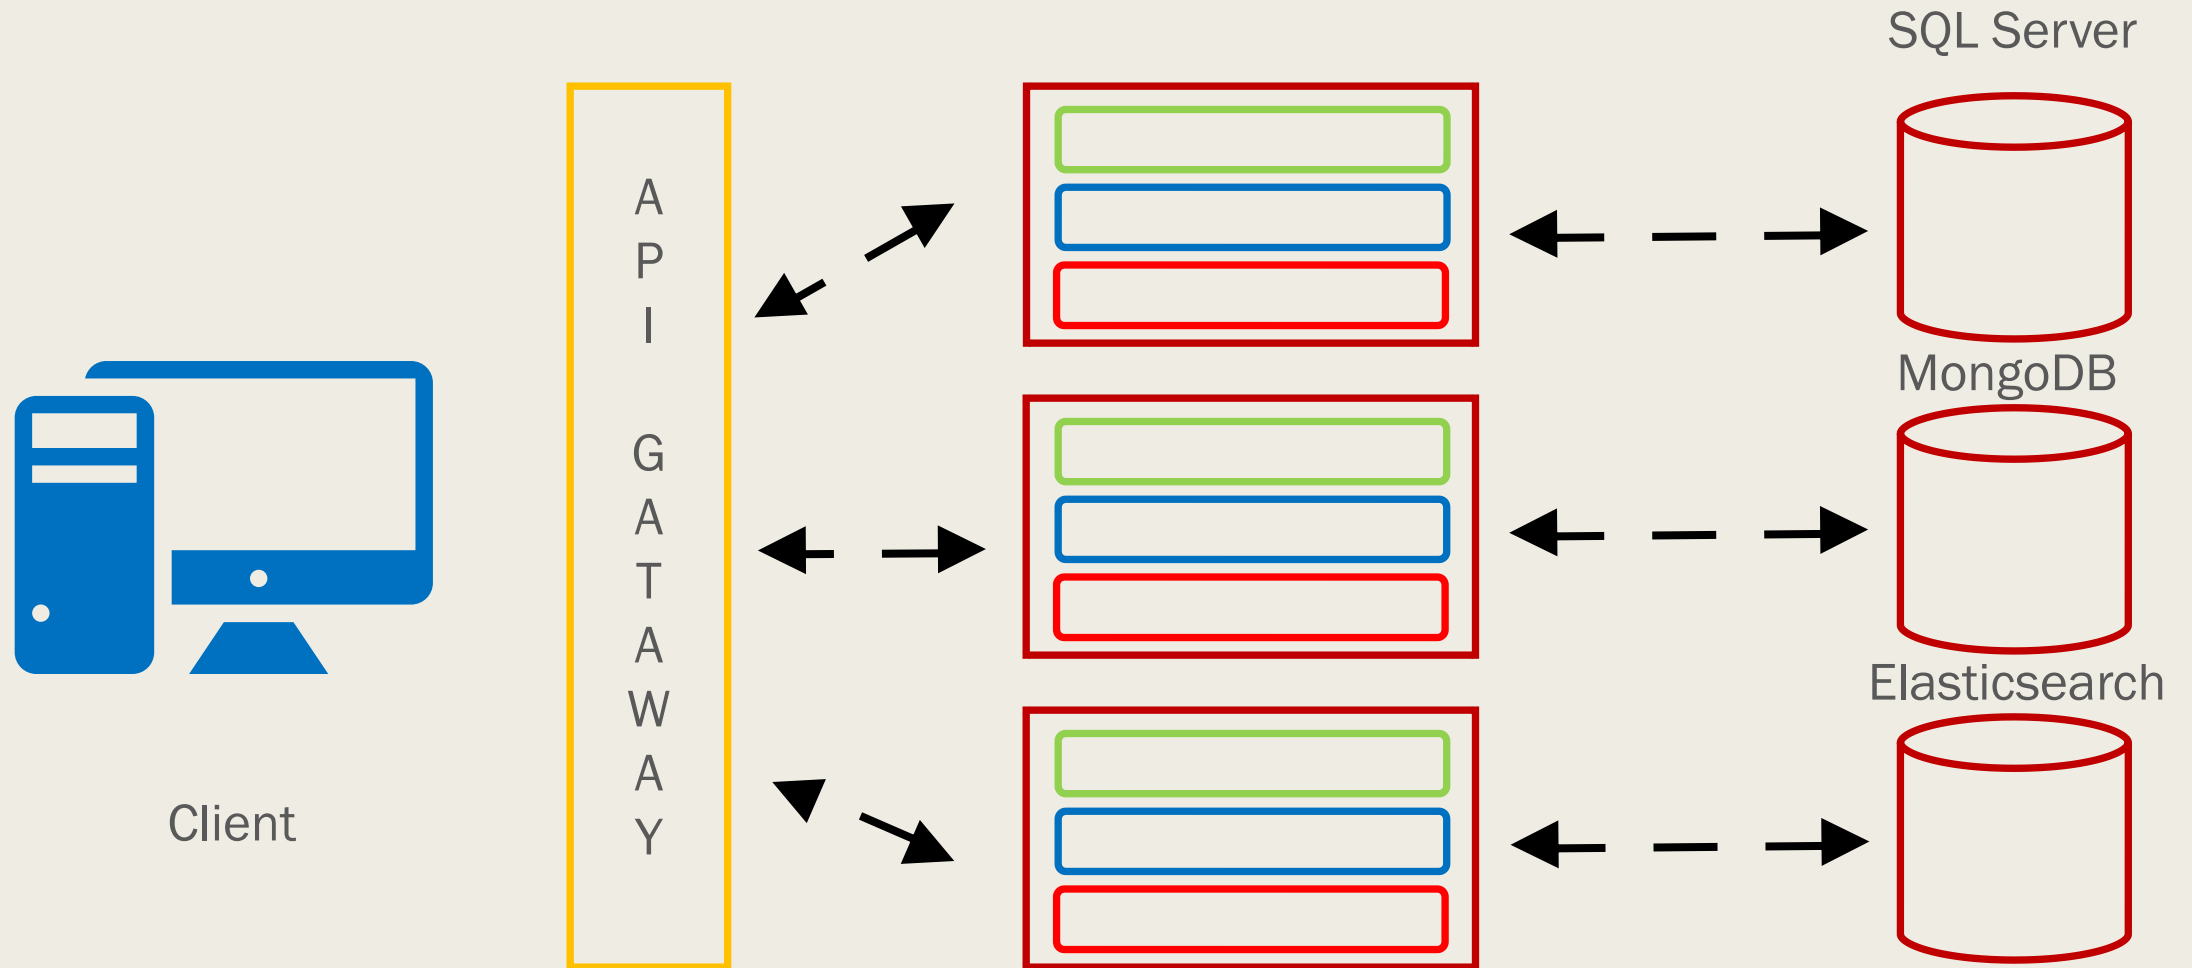 SQL Server
A
P
I
G
A
T
A
W
A
Y
MongoDB
Elasticsearch
Client